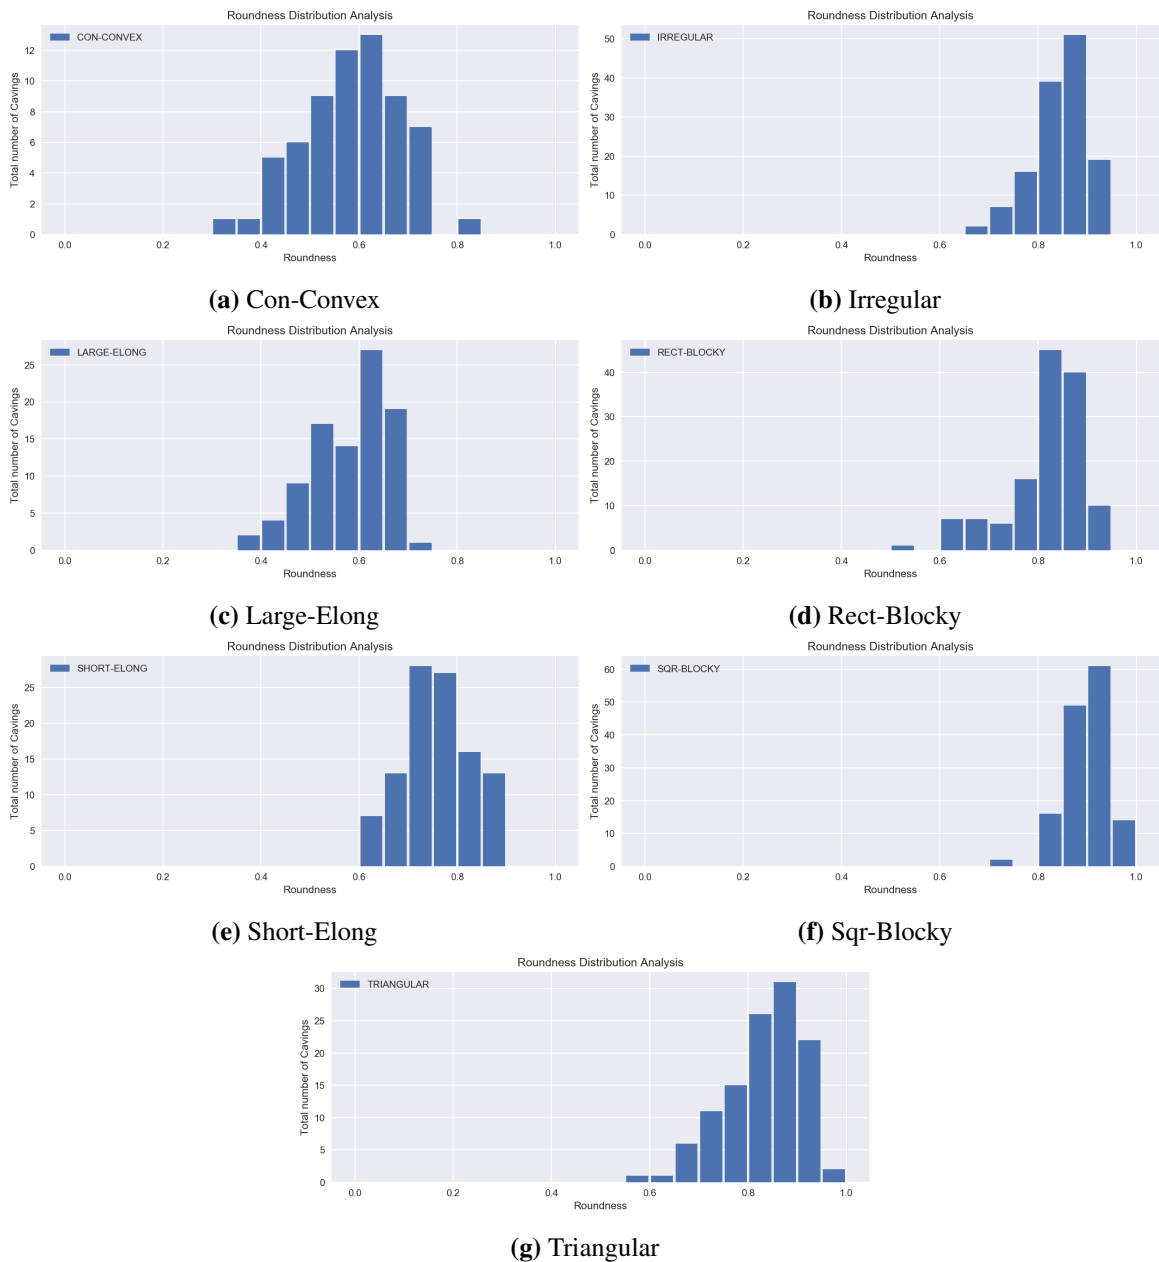 Roundness Distribution Analysis
CON-CONVEX
Total number of Cavings
12
10
8
6
4
2
0
0.0 0.2 0.4 0.6 0.8 1.0
Roundness
(a) Con-Convex
Roundness Distribution Analysis
IRREGULAR
Total number of Cavings
50
40
30
20
10
0
0.0 0.2 0.4 0.6 0.8 1.0
Roundness
(b) Irregular
Roundness Distribution Analysis
LARGE-ELONG
Total number of Cavings
25
20
15
10
5
0
0.0 0.2 0.4 0.6 0.8 1.0
Roundness
(c) Large-Elong
Roundness Distribution Analysis
RECT-BLOCKY
Total number of Cavings
40
30
20
10
0
0.0 0.2 0.4 0.6 0.8 1.0
Roundness
(d) Rect-Blocky
Roundness Distribution Analysis
SHORT-ELONG
Total number of Cavings
25
20
15
10
5
0
0.0 0.2 0.4 0.6 0.8 1.0
Roundness
(e) Short-Elong
Roundness Distribution Analysis
SQR-BLOCKY
Total number of Cavings
60
50
40
30
20
10
0
0.0 0.2 0.4 0.6 0.8 1.0
Roundness
(f) Sqr-Blocky
Roundness Distribution Analysis
TRIANGULAR
Total number of Cavings
30
25
20
15
10
5
0
0.0 0.2 0.4 0.6 0.8 1.0
Roundness
(g) Triangular